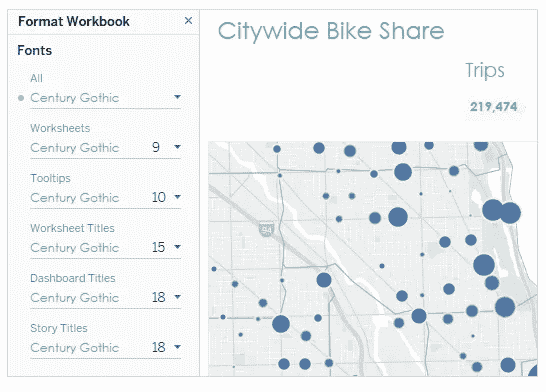 Format Workbook
Fonts
All
Century Gothic
Worksheets
Century Gothic 9
Tooltips
Century Gothic 10
Worksheet Titles
Century Gothic 15
Dashboard Titles
Century Gothic 18
Story Titles
Century Gothic 18
Citywide Bike Share
Trips
219,474
94